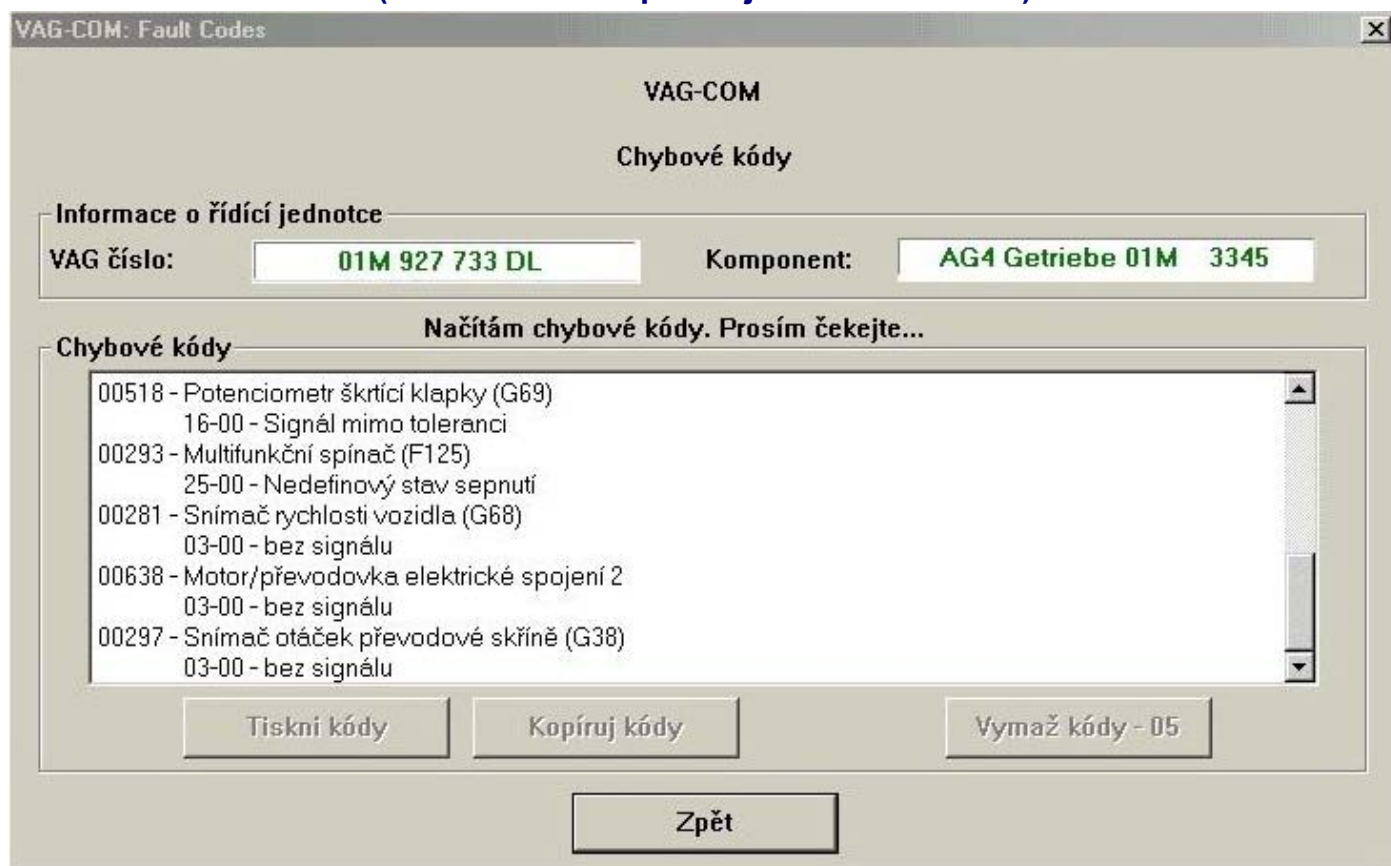 VAG-COM: Fault Codes
VAG-COM
Chybové kódy
Informace o řídící jednotce
VAG číslo: 01M 927 733 DL Komponent: AG4 Getriebe 01M 3345
Načítám chybové kódy. Prosím čekejte...
Chybové kódy
00518 - Potenciometr škrtící klapky (G69)
16-00 - Signál mimo toleranci
00293 - Multifunkční spínač (F125)
25-00 - Nedefinový stav sepnutí
00281 - Snímač rychlosti vozidla (G68)
03-00 - bez signálu
00638 - Motor/převodovka elektrické spojení 2
03-00 - bez signálu
00297 - Snímač otáček převodové skříně (G38)
03-00 - bez signálu
Tiskni kódy Kopíruj kódy Vymaž kódy - 05
Zpět